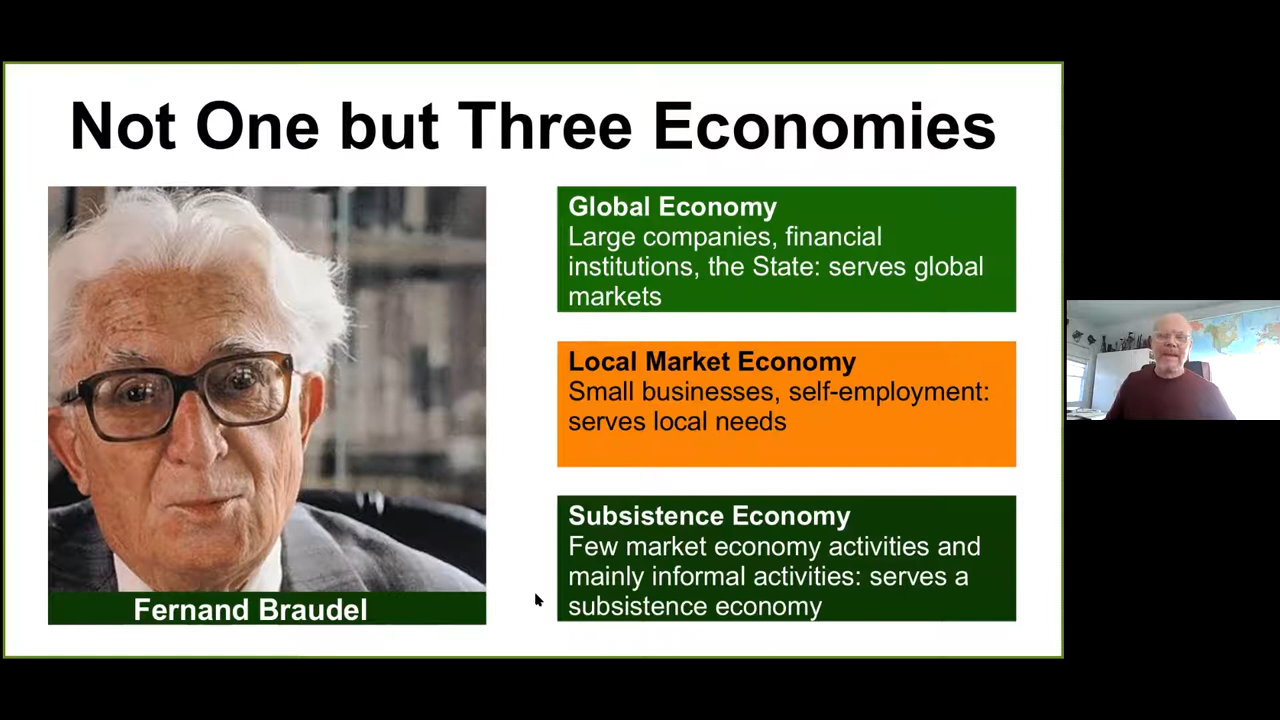 Not One but Three Economies
Fernand Braudel
Global Economy
Large companies, financial
institutions, the State: serves global
markets
Local Market Economy
Small businesses, self-employment:
serves local needs
Subsistence Economy
Few market economy activities and
mainly informal activities: serves a
subsistence economy